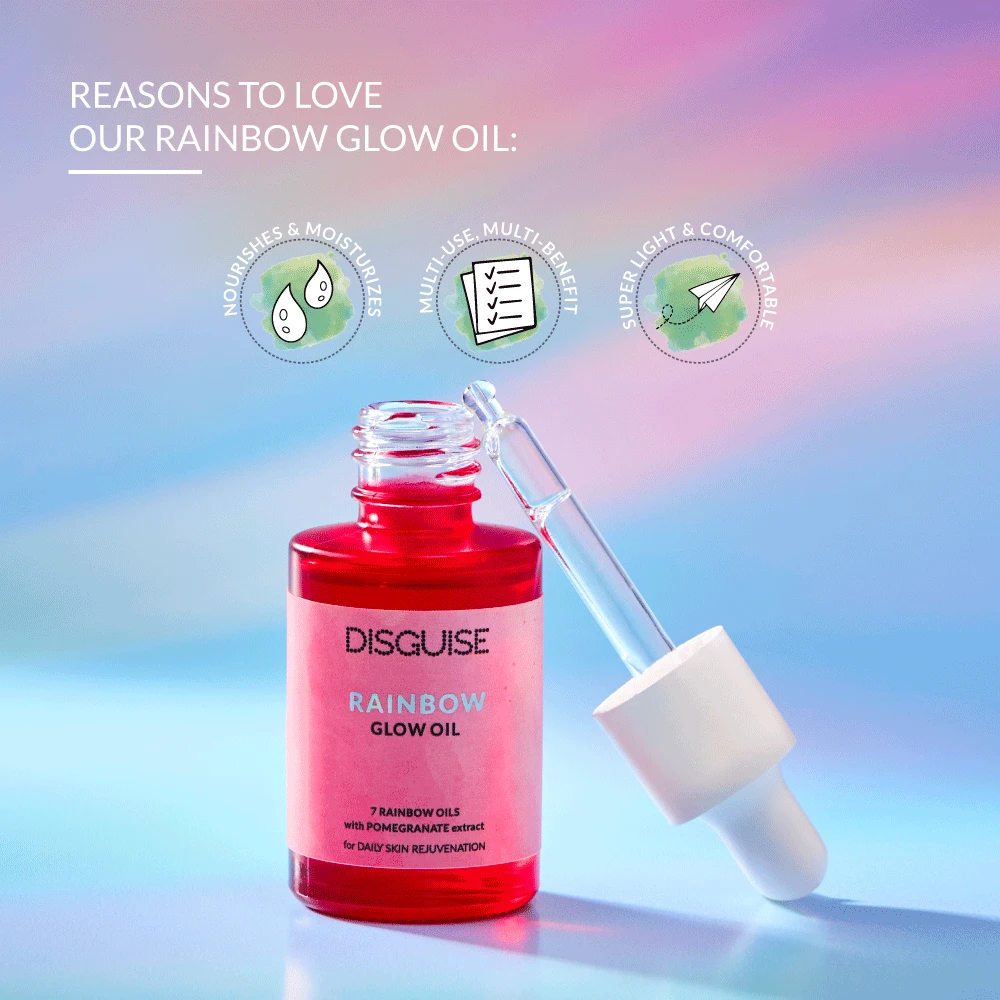 REASONS TO LOVE
OUR RAINBOW GLOW OIL:
NOURISHES & MOISTURIZES
MULTI-USE, MULTI-BENEFIT
SUPER LIGHT & COMFORTABLE
DISGUISE
RAINBOW
GLOW OIL
7 RAINBOW OILS
with POMEGRANATE extract
for DAILY SKIN REJUVENATION